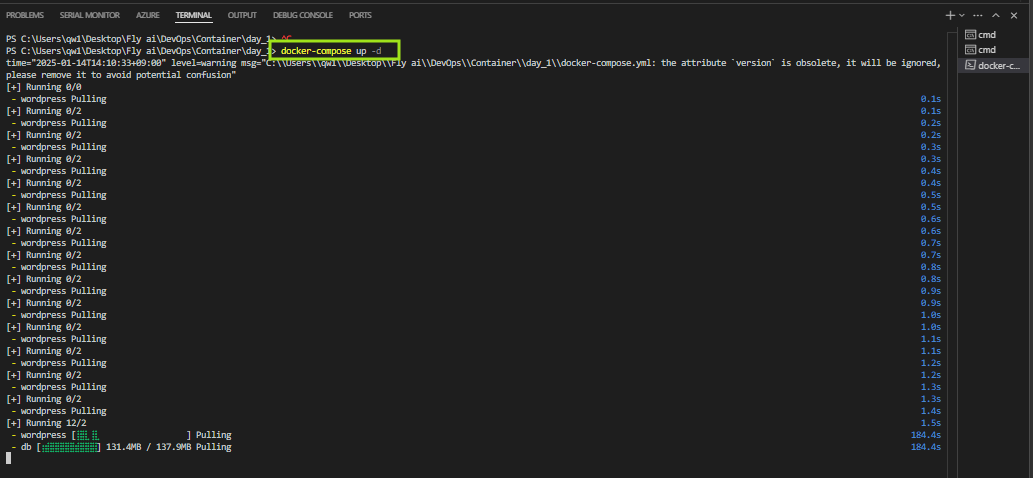 PROBLEMS SERIAL MONITOR AZURE TERMINAL OUTPUT DEBUG CONSOLE PORTS
PS C:\Users\qw1\Desktop\Fly ai\DevOps\Container\day_1> ^C
PS C:\Users\qw1\Desktop\Fly ai\DevOps\Container\day_1> docker-compose up -d
time="2025-01-14T14:10:33+09:00" level=warning msg="C:\\Users\\qw1\\Desktop\\Fly ai\\DevOps\\Container\\day_1\\docker-compose.yml: the attribute `version` is obsolete, it will be ignored,
please remove it to avoid potential confusion"
[+] Running 0/0
- wordpress Pulling 0.1s
[+] Running 0/2 0.1s
- wordpress Pulling 0.2s
[+] Running 0/2 0.2s
- wordpress Pulling 0.3s
[+] Running 0/2 0.3s
- wordpress Pulling 0.4s
[+] Running 0/2 0.4s
- wordpress Pulling 0.5s
[+] Running 0/2 0.5s
- wordpress Pulling 0.6s
[+] Running 0/2 0.6s
- wordpress Pulling 0.7s
[+] Running 0/2 0.7s
- wordpress Pulling 0.8s
[+] Running 0/2 0.8s
- wordpress Pulling 0.9s
[+] Running 0/2 0.9s
- wordpress Pulling 1.0s
[+] Running 0/2 1.0s
- wordpress Pulling 1.1s
[+] Running 0/2 1.1s
- wordpress Pulling 1.2s
[+] Running 0/2 1.2s
- wordpress Pulling 1.3s
[+] Running 0/2 1.3s
- wordpress Pulling 1.4s
[+] Running 12/2 1.5s
- wordpress [ ] Pulling 184.4s
- db [ ] 131.4MB / 137.9MB Pulling 184.4s
cmd
cmd
docker-c...